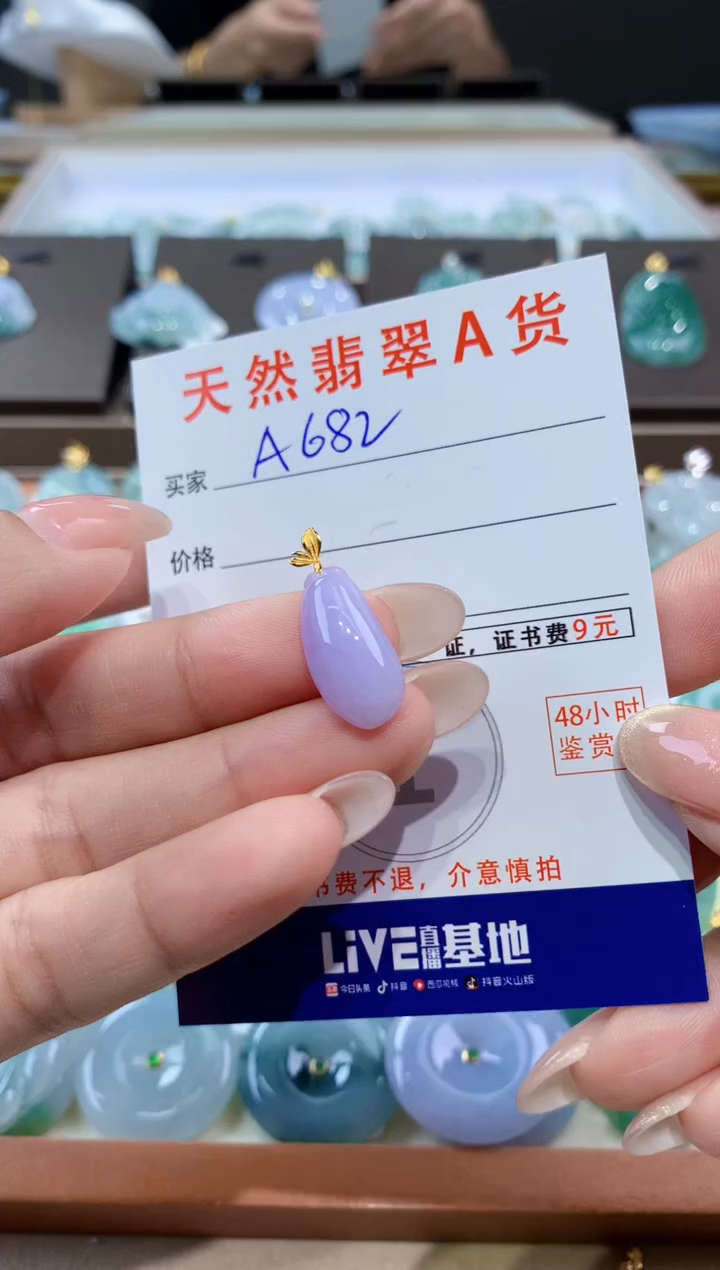 天然翡翠A货
买家 A682
价格
证，证书费9元
48小时
鉴赏
书费不退，介意慎拍
LiVE直播基地
今日头条 抖音 西瓜视频 抖音火山版